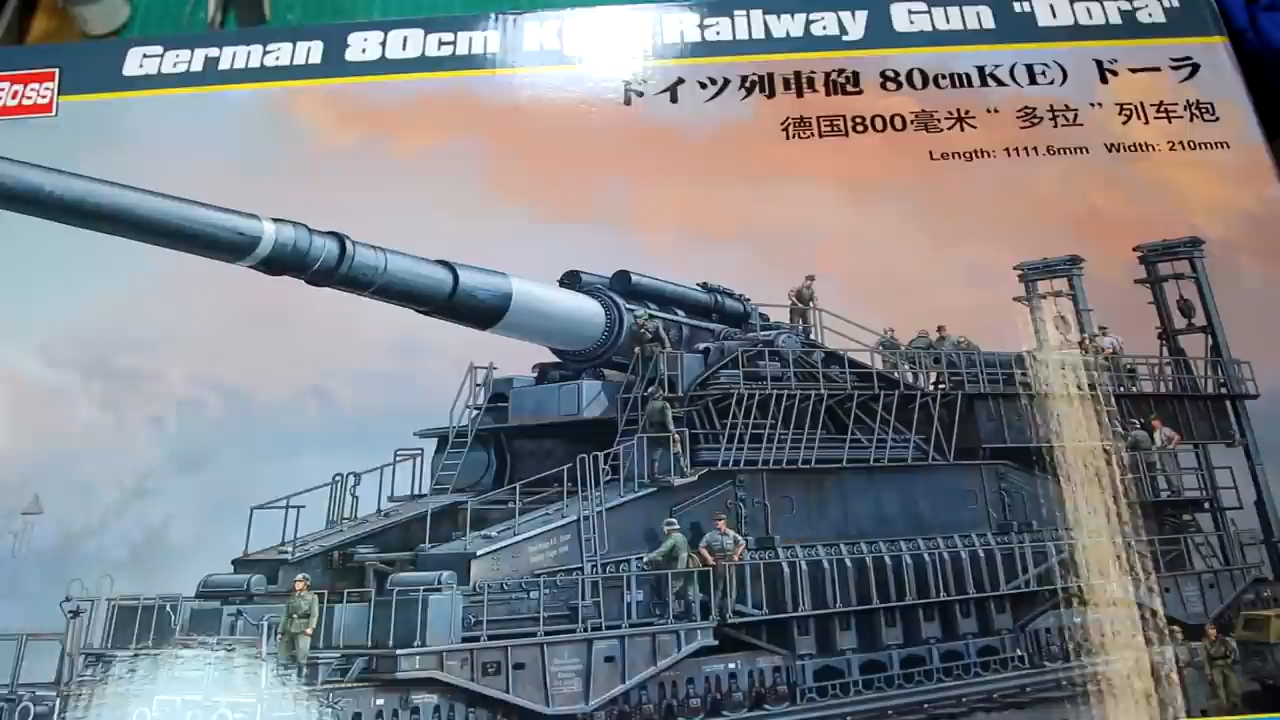 German 80cm Railway Gun "Dora"
BOSS
ドイツ列車砲 80cmK(E) ドーラ
德国800毫米“多拉”列车炮
Length: 1111.6mm Width: 210mm